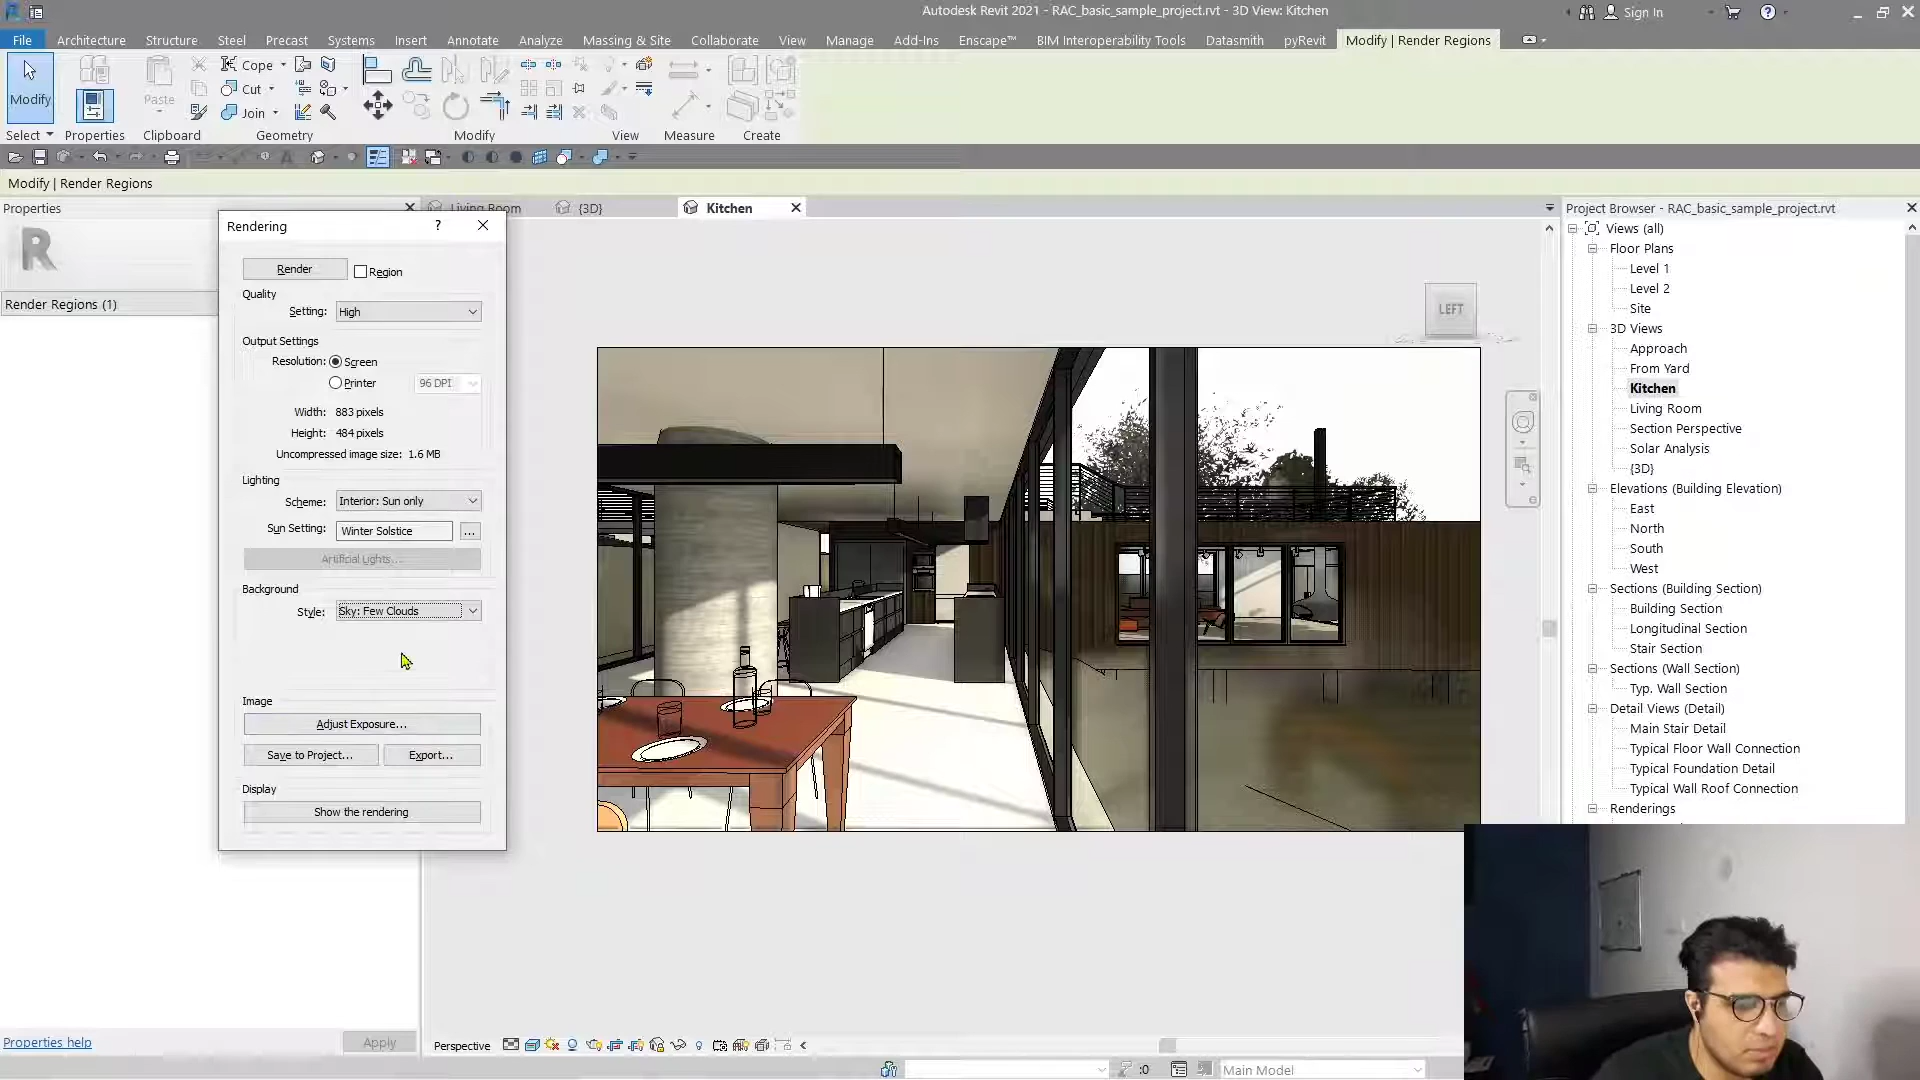 Autodesk Revit 2021 - RAC_basic_sample_project.rvt - 3D View: Kitchen
Sign In
File Architecture Structure Steel Precast Systems Insert Annotate Analyze Massing & Site Collaborate View Manage Add-Ins Enscape™ BIM Interoperability Tools Datasmith pyRevit Modify | Render Regions
Modify
Paste
Cope
Cut
Join
Select Properties Clipboard Geometry Modify View Measure Create
Modify | Render Regions
Properties
Living Room
{3D}
Kitchen
Project Browser - RAC_basic_sample_project.rvt
R
Render Regions (1)
Rendering
?
Render
Region
Quality
Setting: High
Output Settings
Resolution: Screen
Printer
96 DPI
Width: 883 pixels
Height: 484 pixels
Uncompressed image size: 1.6 MB
Lighting
Scheme: Interior: Sun only
Sun Setting: Winter Solstice
...
Artificial Lights...
Background
Style: Sky: Few Clouds
Image
Adjust Exposure...
Save to Project...
Export...
Display
Show the rendering
LEFT
Views (all)
Floor Plans
Level 1
Level 2
Site
3D Views
Approach
From Yard
Kitchen
Living Room
Section Perspective
Solar Analysis
{3D}
Elevations (Building Elevation)
East
North
South
West
Sections (Building Section)
Building Section
Longitudinal Section
Stair Section
Sections (Wall Section)
Typ. Wall Section
Detail Views (Detail)
Main Stair Detail
Typical Floor Wall Connection
Typical Foundation Detail
Typical Wall Roof Connection
Renderings
Properties help
Apply
Perspective
:0
Main Model